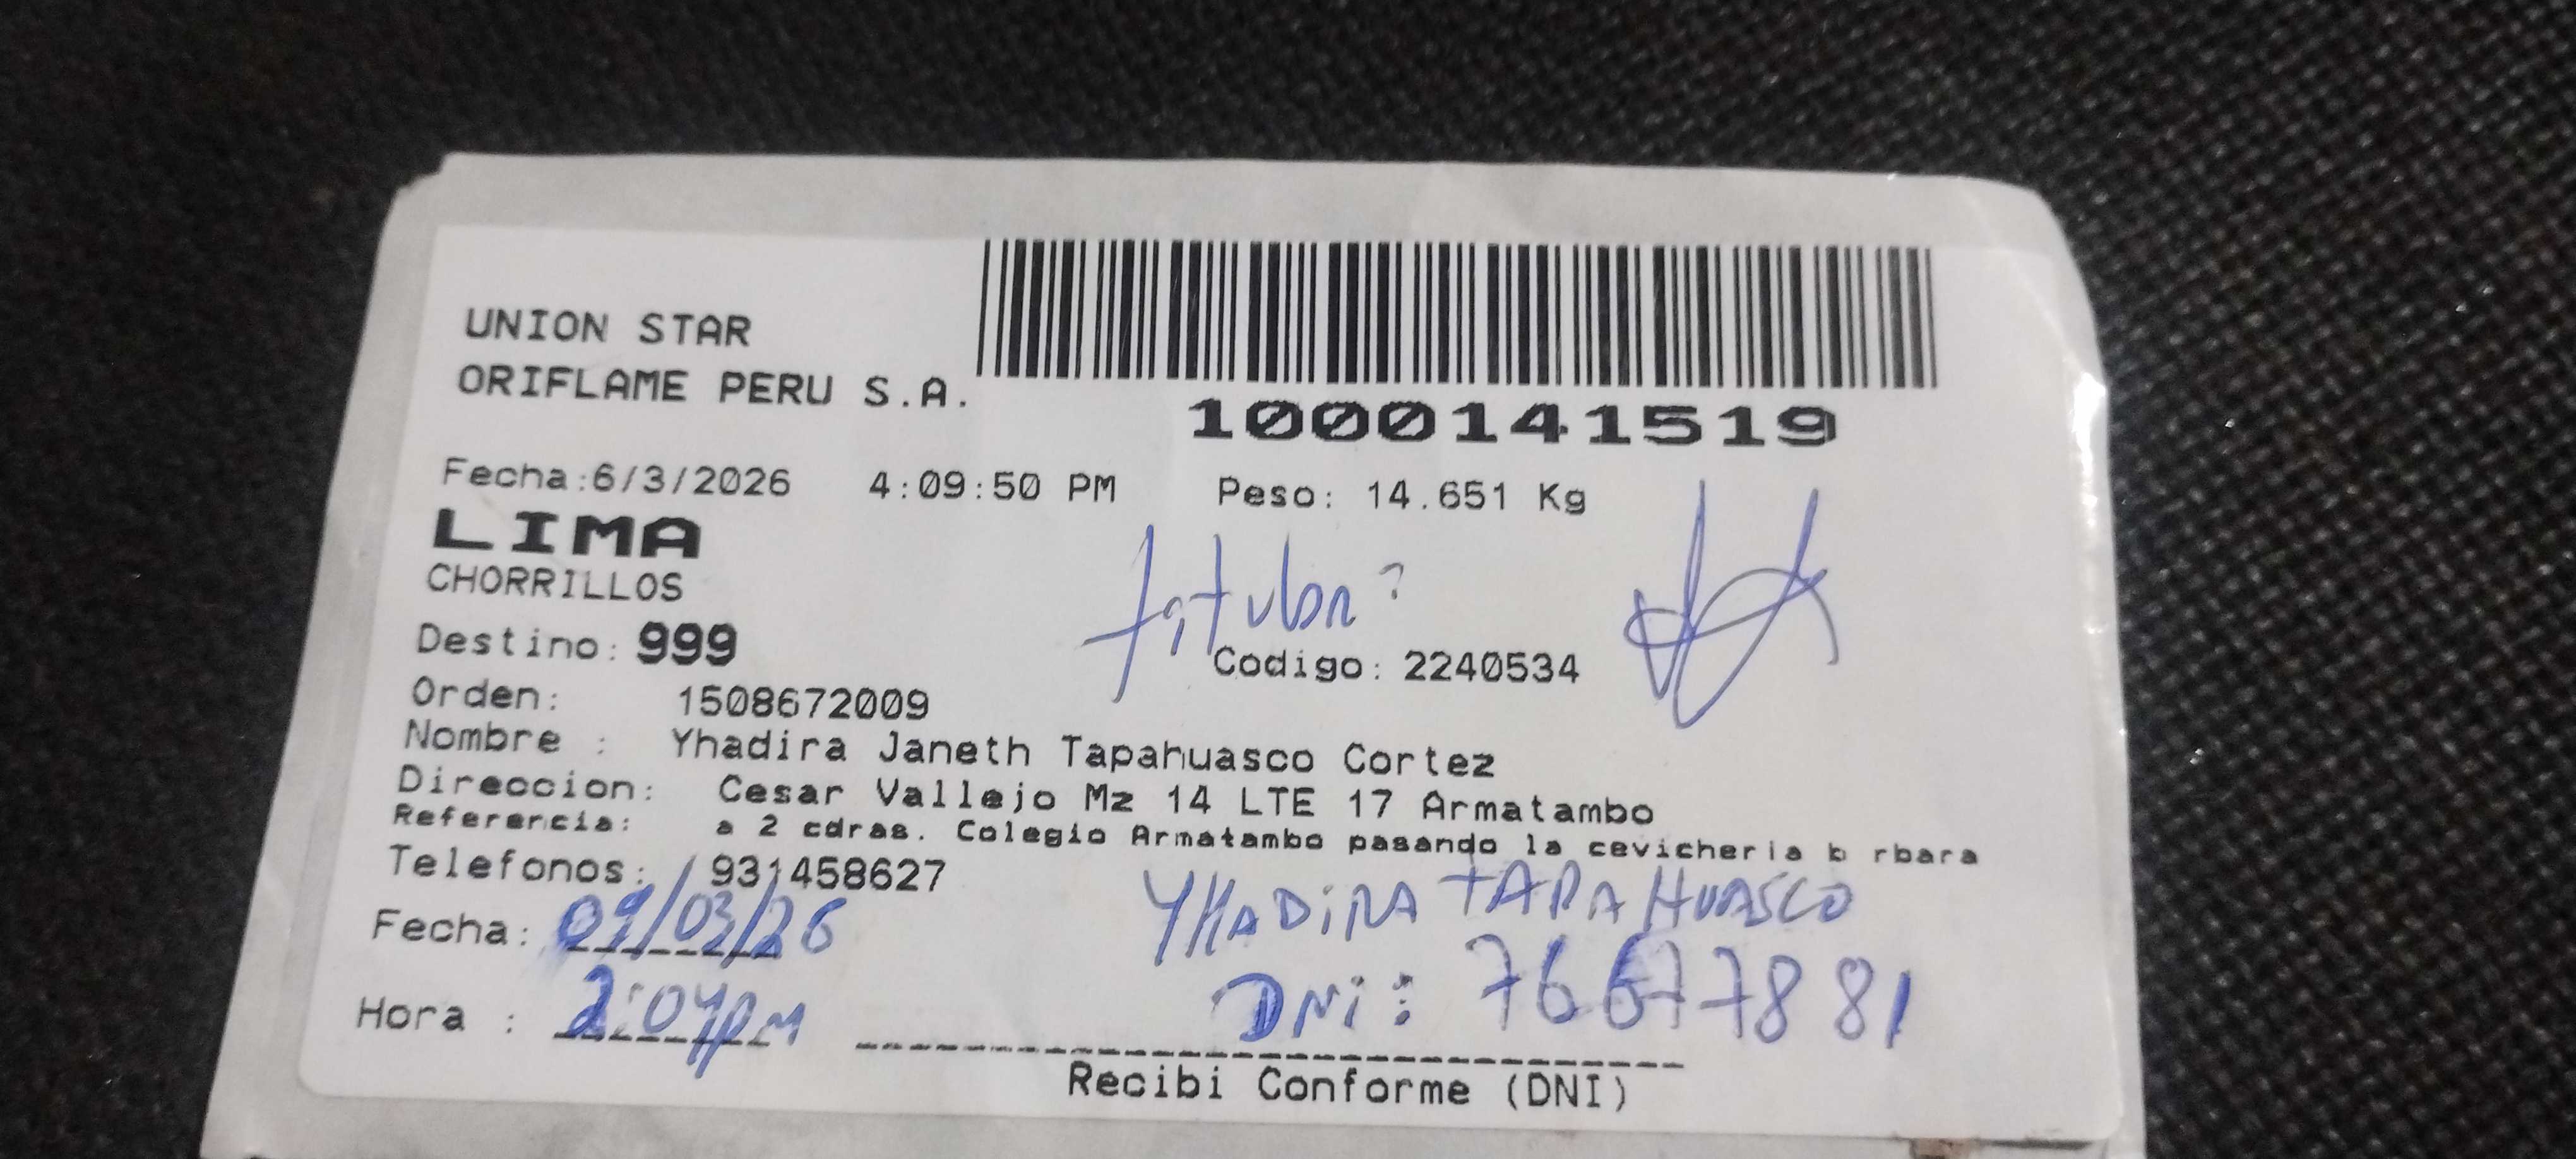 UNION STAR
ORIFLAME PERU S.A.
1000141519
Fecha:6/3/2026 4:09:50 PM Peso: 14.651 Kg
LIMA
CHORRILLOS
Destino: 999
Codigo: 2240534
Orden: 1508672009
Nombre : Yhadira Janeth Tapahuasco Cortez
Direccion: Cesar Vallejo Mz 14 LTE 17 Armatambo
Referencia: a 2 cdras. Colegio Armatambo pasando la cevicheria b rbara
Telefonos: 931458627
Fecha: 09/03/26
YHADIRA TAPAHUASCO
Hora : 2:04pm
DNi: 76677881
Recibi Conforme (DNI)